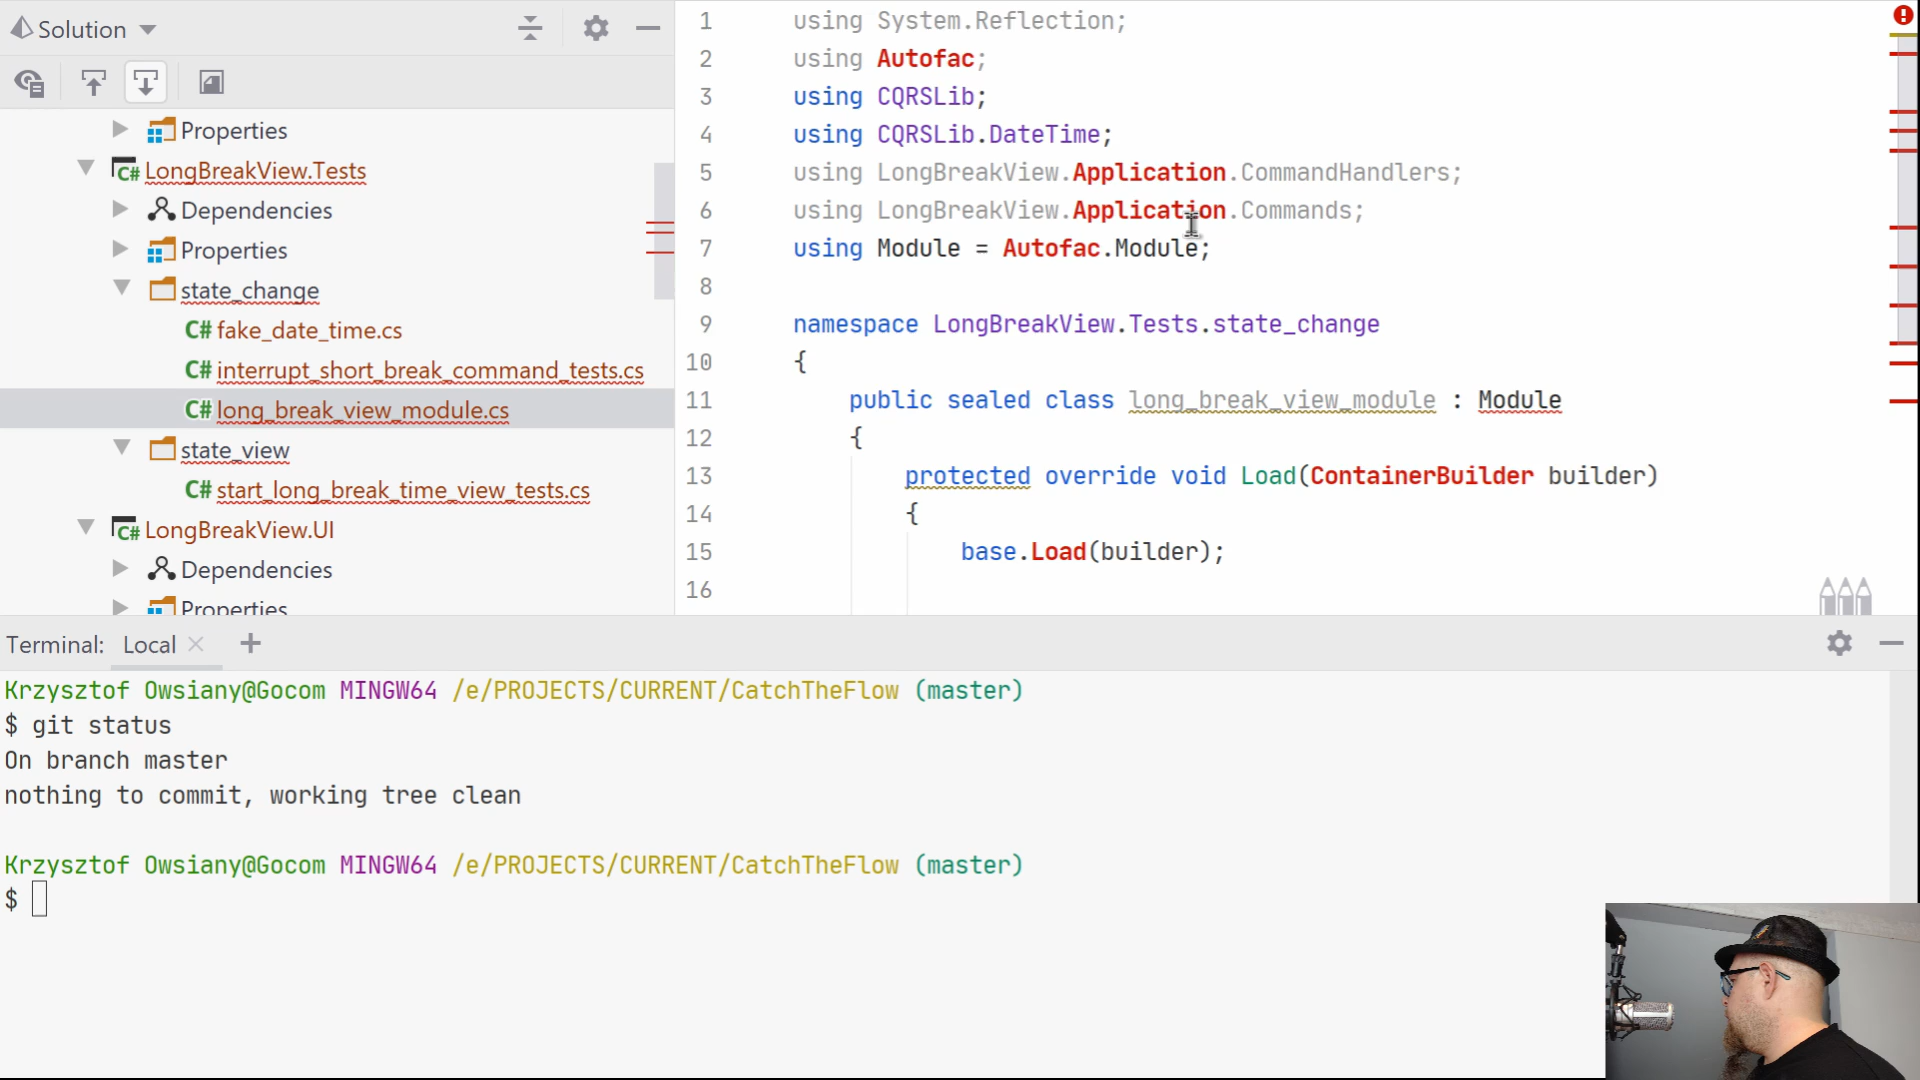 Solution
Properties
LongBreakView.Tests
Dependencies
Properties
state_change
C# fake_date_time.cs
C# interrupt_short_break_command_tests.cs
C# long_break_view_module.cs
state_view
C# start_long_break_time_view_tests.cs
LongBreakView.UI
Dependencies
Properties
1 using System.Reflection;
2 using Autofac;
3 using CQRSLib;
4 using CQRSLib.DateTime;
5 using LongBreakView.Application.CommandHandlers;
6 using LongBreakView.Application.Commands;
7 using Module = Autofac.Module;
8
9 namespace LongBreakView.Tests.state_change
10 {
11 public sealed class long_break_view_module : Module
12 {
13 protected override void Load(ContainerBuilder builder)
14 {
15 base.Load(builder);
16
Terminal: Local × +
Krzysztof Owsiany@Gocom MINGW64 /e/PROJECTS/CURRENT/CatchTheFlow (master)
$ git status
On branch master
nothing to commit, working tree clean
Krzysztof Owsiany@Gocom MINGW64 /e/PROJECTS/CURRENT/CatchTheFlow (master)
$